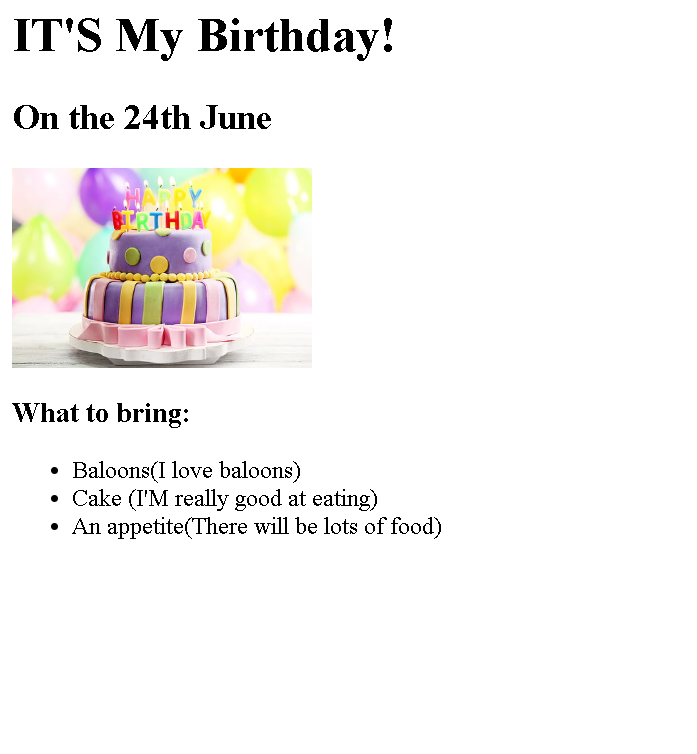 IT'S My Birthday!
On the 24th June
HAPPY
BIRTHDAY
What to bring:
Baloons(I love baloons)
Cake (I'M really good at eating)
An appetite(There will be lots of food)